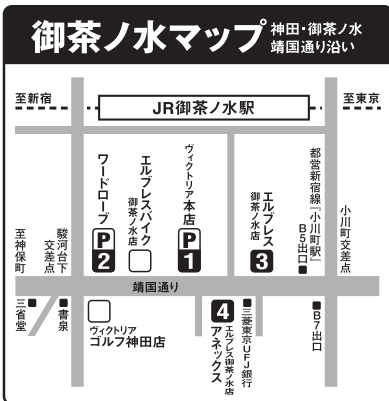 御茶ノ水マップ
神田・御茶ノ水
靖国通り沿い
至新宿
JR御茶ノ水駅
至東京
ワードローブ
P
2
エルブレスバイク
御茶ノ水店
ヴィクトリア本店
P
1
エルブレス
御茶ノ水店
3
都営新宿線『小川町駅』
B5出口
小川町交差点
至神保町
駿河台下
交差点
靖国通り
三省堂
書泉
ヴィクトリア
ゴルフ神田店
4
エルブレス御茶ノ水店
アネックス
三菱東京UFJ銀行
B7出口